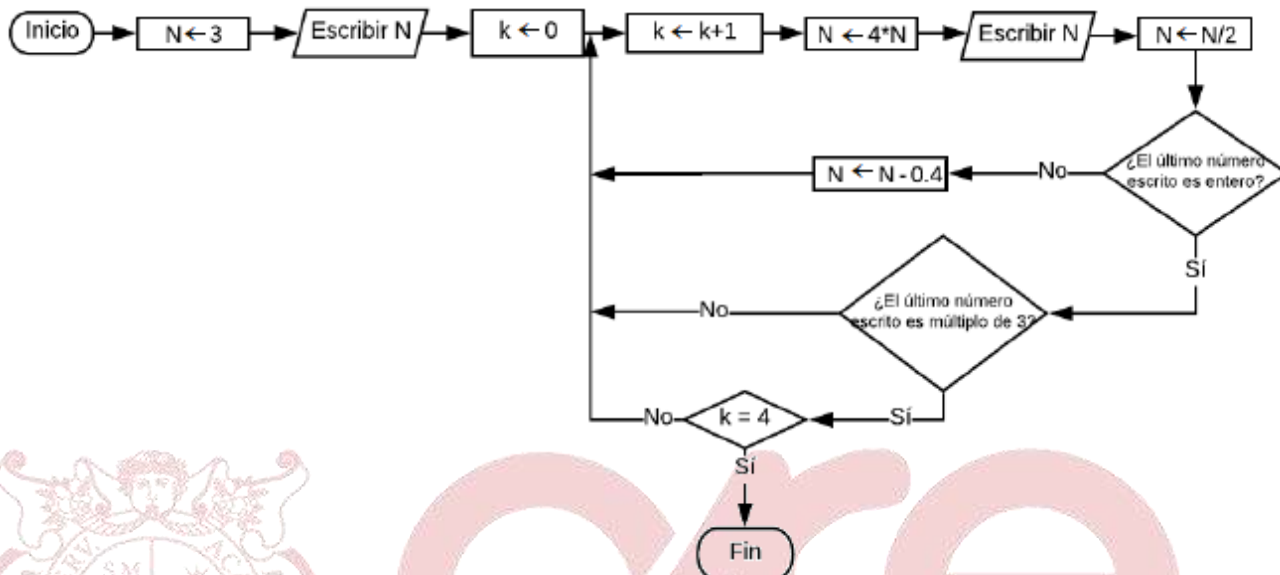 Inicio
N ← 3
Escribir N
k ← 0
k ← k+1
N ← 4*N
Escribir N
N ← N/2
¿El último número
escrito es entero?
No
N ← N - 0.4
Sí
¿El último número
escrito es múltiplo de 3?
No
Sí
k = 4
No
Sí
Fin
cre
S.M.